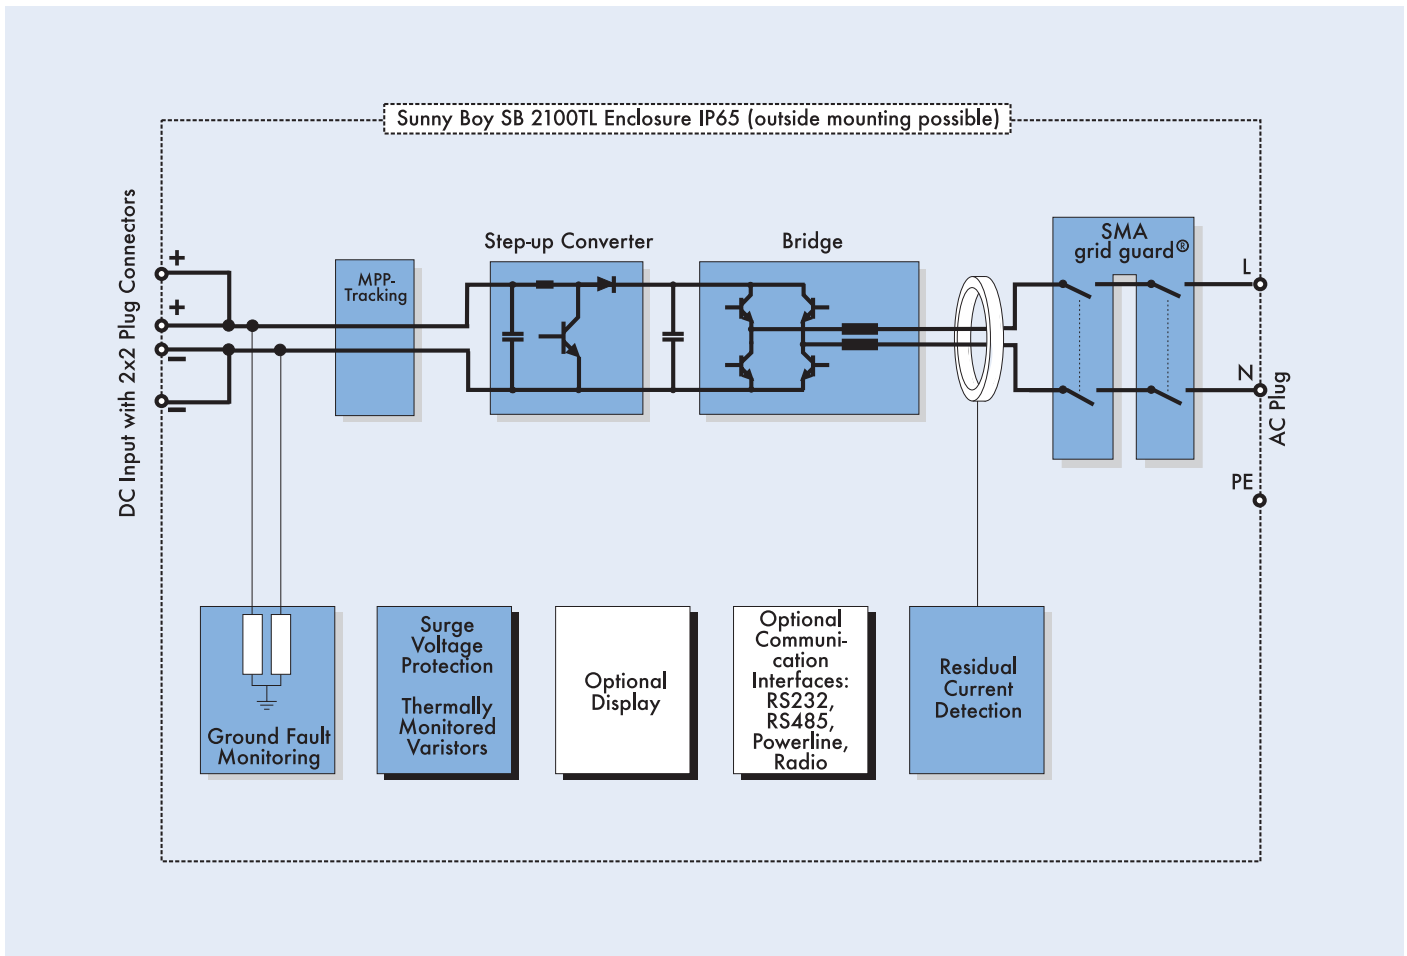 Sunny Boy SB 2100TL Enclosure IP65 (outside mounting possible)
DC Input with 2x2 Plug Connectors
+
+
−
−
MPP-
Tracking
Step-up Converter
Bridge
SMA
grid guard®
L
N
AC Plug
PE
Ground Fault
Monitoring
Surge
Voltage
Protection
Thermally
Monitored
Varistors
Optional
Display
Optional
Communi-
cation
Interfaces:
RS232,
RS485,
Powerline,
Radio
Residual
Current
Detection